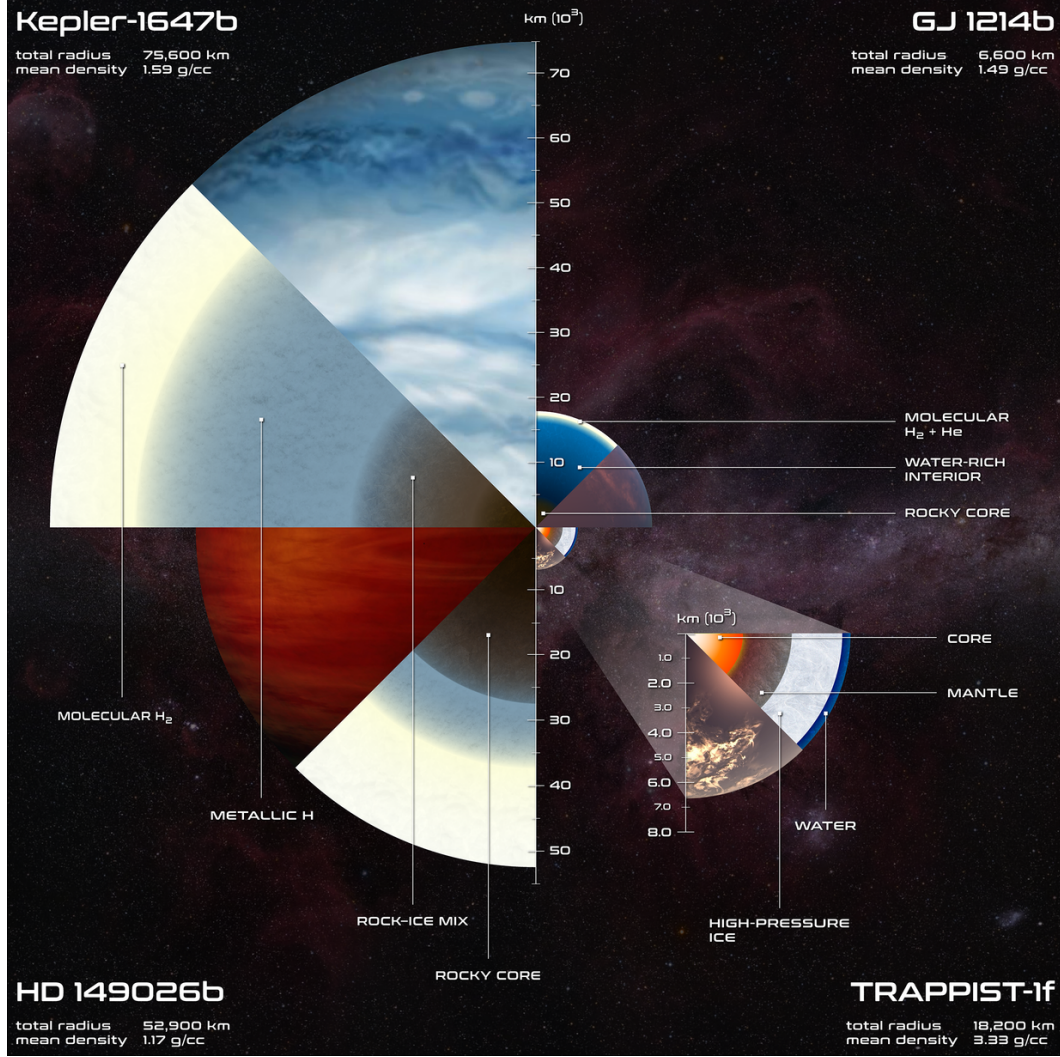 Kepler-1647b
total radius 75,600 km
mean density 1.59 g/cc
km (10³)
GJ 1214b
total radius 6,600 km
mean density 1.49 g/cc
70
60
50
40
30
20
10
MOLECULAR
H₂ + He
WATER-RICH
INTERIOR
ROCKY CORE
10
20
30
40
50
km (10³)
1.0
2.0
3.0
4.0
5.0
6.0
7.0
8.0
CORE
MANTLE
WATER
HIGH-PRESSURE
ICE
MOLECULAR H₂
METALLIC H
ROCK-ICE MIX
ROCKY CORE
HD 149026b
total radius 52,900 km
mean density 1.17 g/cc
TRAPPIST-1f
total radius 18,200 km
mean density 3.33 g/cc